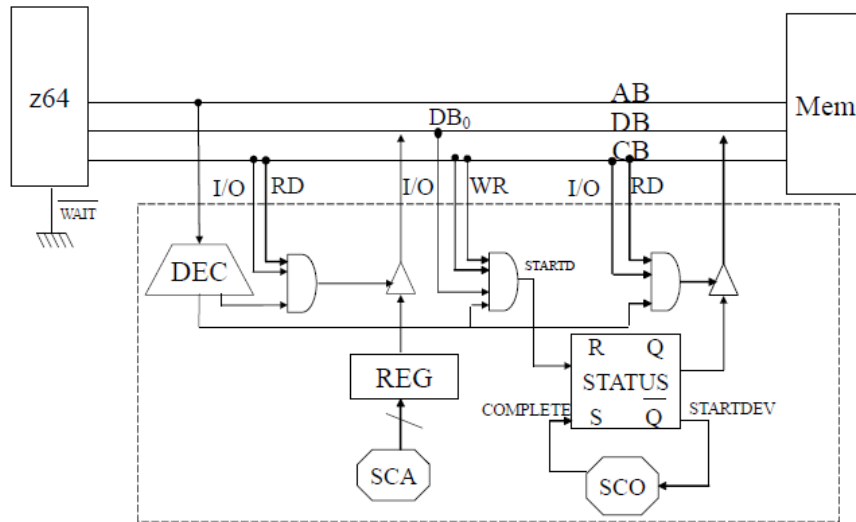 z64
Mem
AB
DB
CB
DB₀
I/O
RD
I/O
WR
I/O
RD
WAIT
DEC
STARTD
REG
R Q
STATUS
S Q
COMPLETE
STARTDEV
SCA
SCO